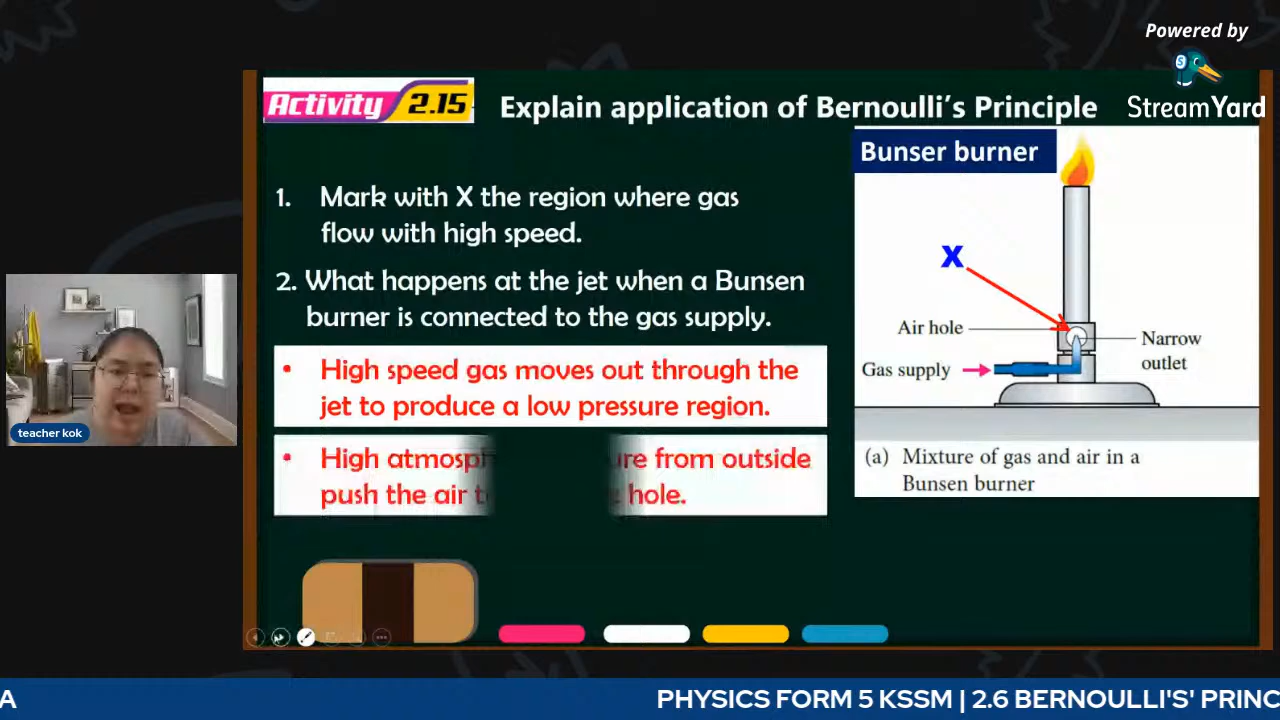 Powered by
StreamYard
Activity 2.15
Explain application of Bernoulli's Principle
Bunser burner
1. Mark with X the region where gas
flow with high speed.
2. What happens at the jet when a Bunsen
burner is connected to the gas supply.
• High speed gas moves out through the
jet to produce a low pressure region.
• High from outside
push the air hole.
X
Air hole
Gas supply
Narrow
outlet
(a) Mixture of gas and air in a
Bunsen burner
teacher kok
A
PHYSICS FORM 5 KSSM | 2.6 BERNOULLI'S' PRINC